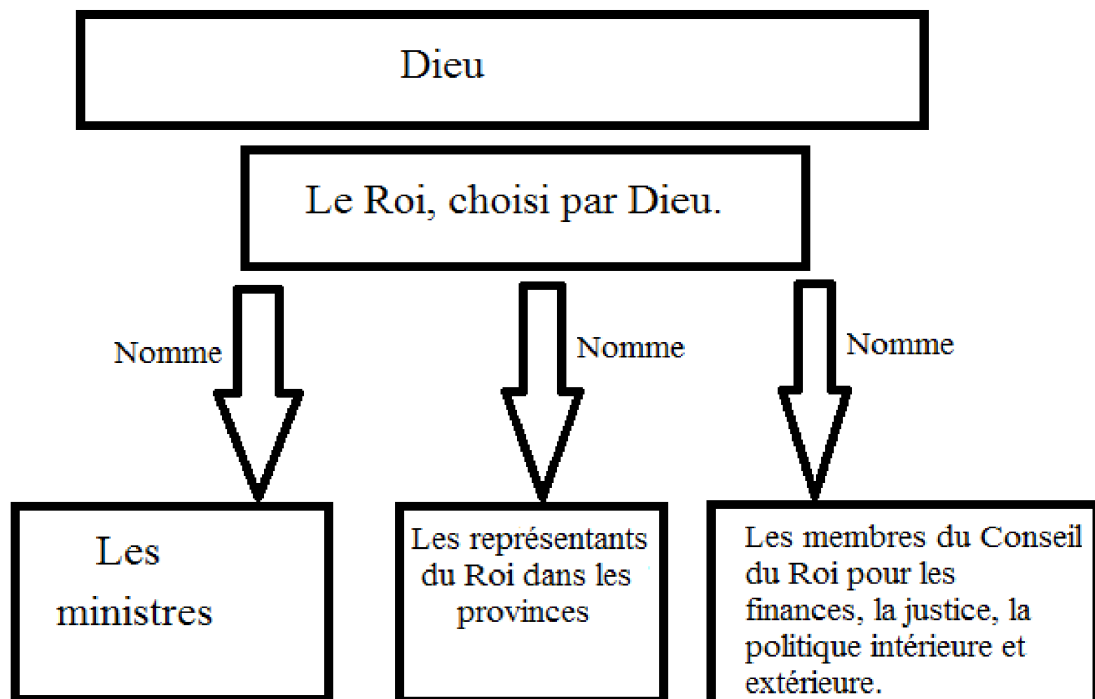 Dieu
Le Roi, choisi par Dieu.
Nomme
Nomme
Nomme
Les
ministres
Les représentants
du Roi dans les
provinces
Les membres du Conseil
du Roi pour les
finances, la justice, la
politique intérieure et
extérieure.